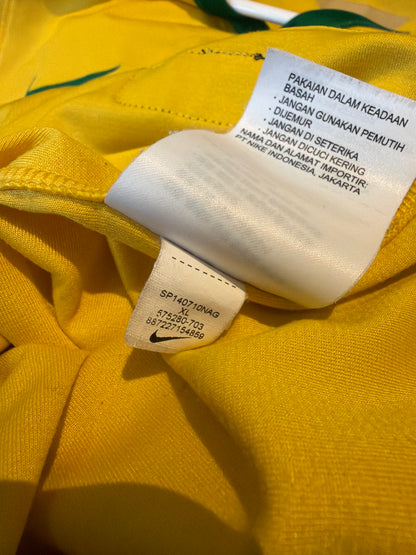 PAKAIAN DALAM KEADAAN
BASAH
· JANGAN GUNAKAN PEMUTIH
· DIJEMUR
· JANGAN DI SETERIKA
· JANGAN DICUCI KERING
NAMA DAN ALAMAT IMPORTIR:
PT NIKE INDONESIA, JAKARTA
SP140710NAG
XL
575280-703
887227154859